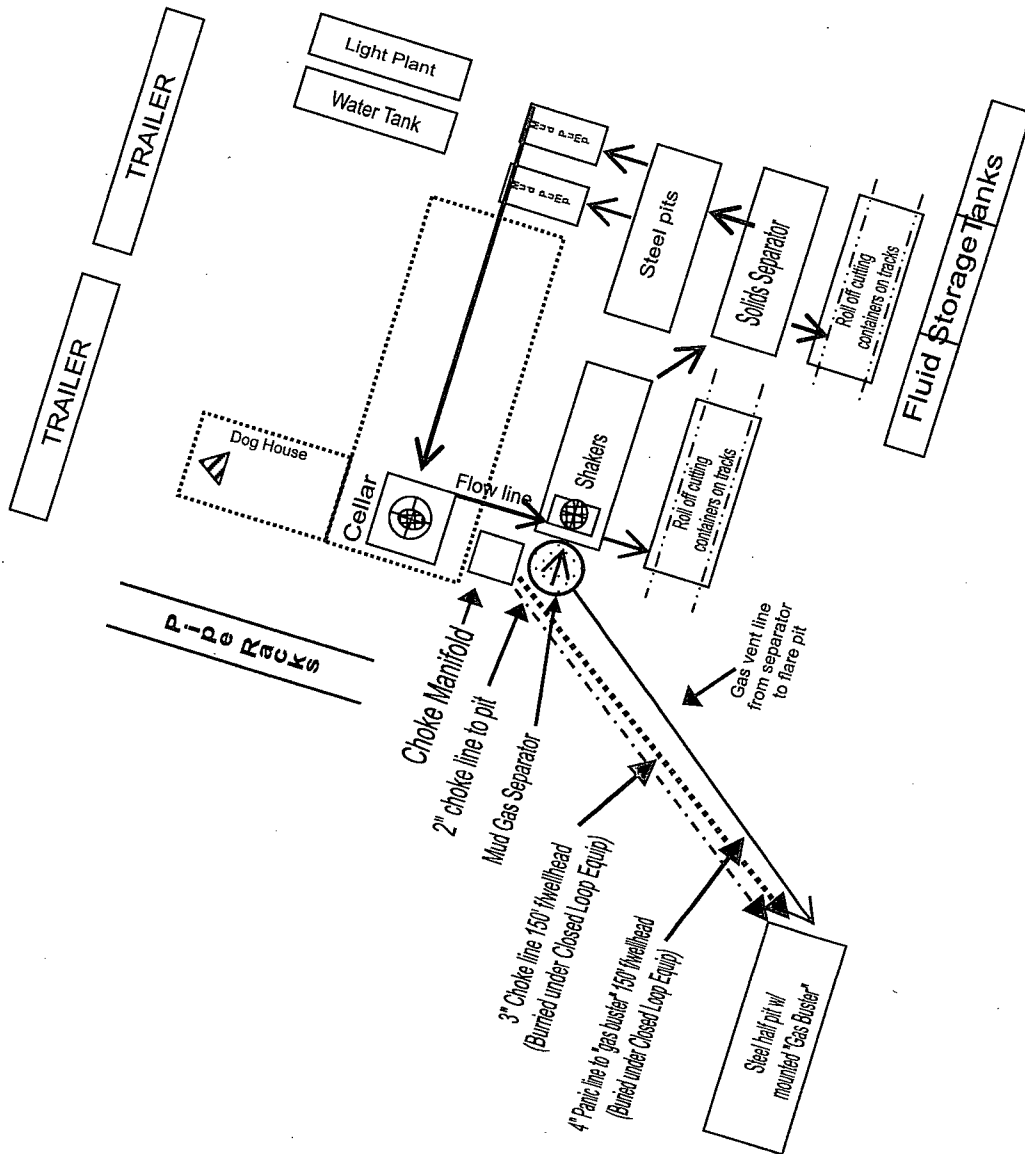 Light Plant
Water Tank
TRAILER
TRAILER
Mud Pump
Mud Pump
Steel pits
Solids Separator
Roll off cutting
containers on tracks
Fluid Storage Tanks
Dog House
Cellar
Flow line
Shakers
Roll off cutting
containers on tracks
Pipe Racks
Choke Manifold
2" choke line to pit
Mud Gas Separator
Gas vent line
from separator
to flare pit
3" Choke line 150' f/wellhead
(Burried under Closed Loop Equip)
4" Panic line to "gas buster" 150' f/wellhead
(Buried under Closed Loop Equip)
Steel half pit w/
mounted "Gas Buster"